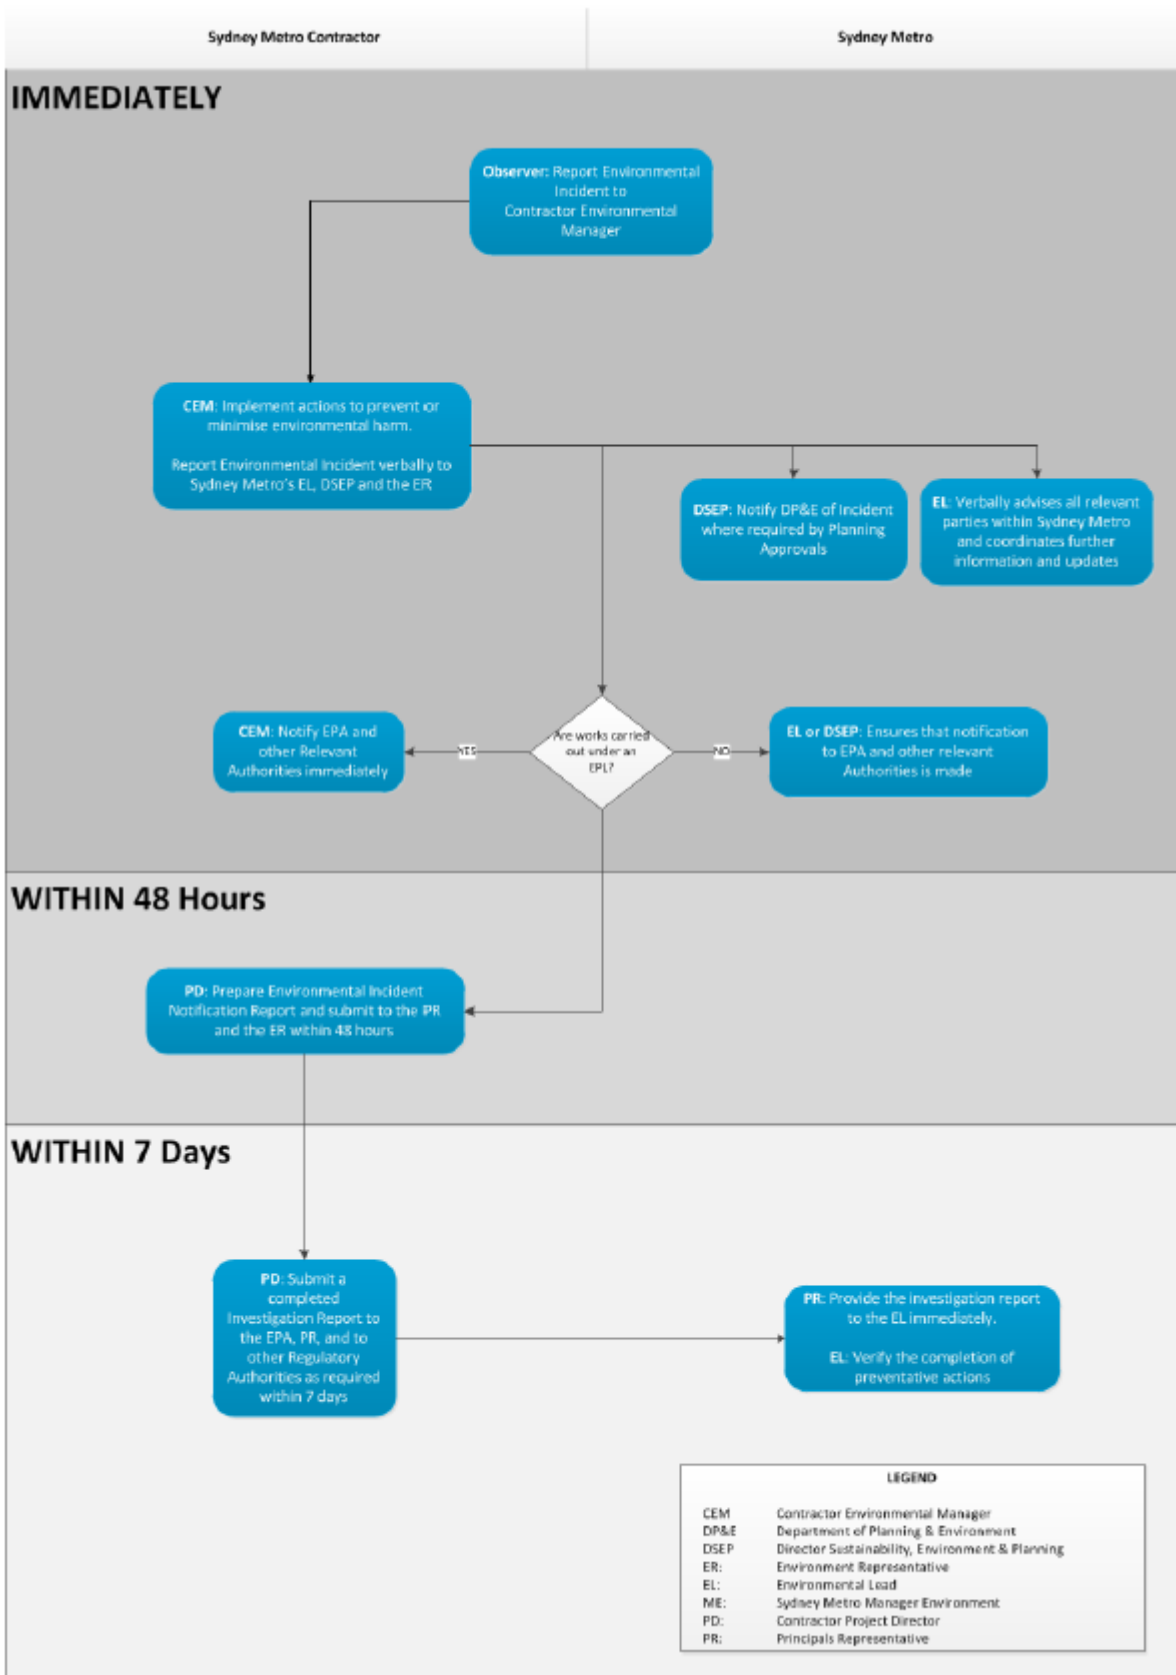 Sydney Metro Contractor
Sydney Metro
IMMEDIATELY
Observer: Report Environmental
Incident to
Contractor Environmental
Manager
CEM: Implement actions to prevent or
minimise environmental harm.
Report Environmental Incident verbally to
Sydney Metro's EL, DSEP and the ER
DSEP: Notify DP&E of Incident
where required by Planning
Approvals
EL: Verbally advises all relevant
parties within Sydney Metro
and coordinates further
information and updates
CEM: Notify EPA and
other Relevant
Authorities immediately
YES
Are works carried
out under an
EPL?
NO
EL or DSEP: Ensures that notification
to EPA and other relevant
Authorities is made
WITHIN 48 Hours
PD: Prepare Environmental Incident
Notification Report and submit to the PR
and the ER within 48 hours
WITHIN 7 Days
PD: Submit a
completed
Investigation Report to
the EPA, PR, and to
other Regulatory
Authorities as required
within 7 days
PR: Provide the investigation report
to the EL immediately.
EL: Verify the completion of
preventative actions
LEGEND
CEM Contractor Environmental Manager
DP&E Department of Planning & Environment
DSEP Director Sustainability, Environment & Planning
ER: Environment Representative
EL: Environmental Lead
ME: Sydney Metro Manager Environment
PD: Contractor Project Director
PR: Principals Representative